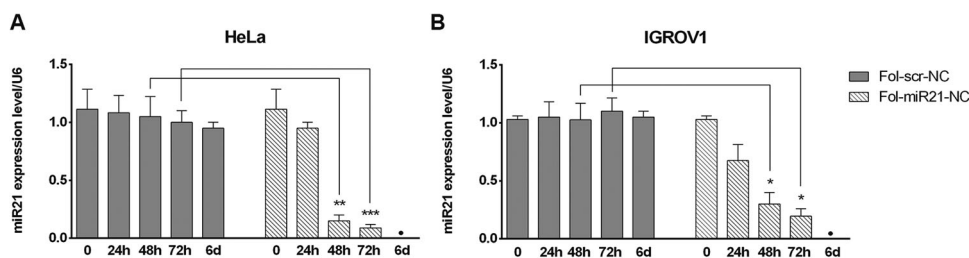 A
HeLa
miR21 expression level/U6
1.5
1.0
0.5
0.0
** ***
0 24h 48h 72h 6d 0 24h 48h 72h 6d
B
IGROV1
miR21 expression level/U6
1.5
1.0
0.5
0.0
* *
0 24h 48h 72h 6d 0 24h 48h 72h 6d
Fol-scr-NC
Fol-miR21-NC